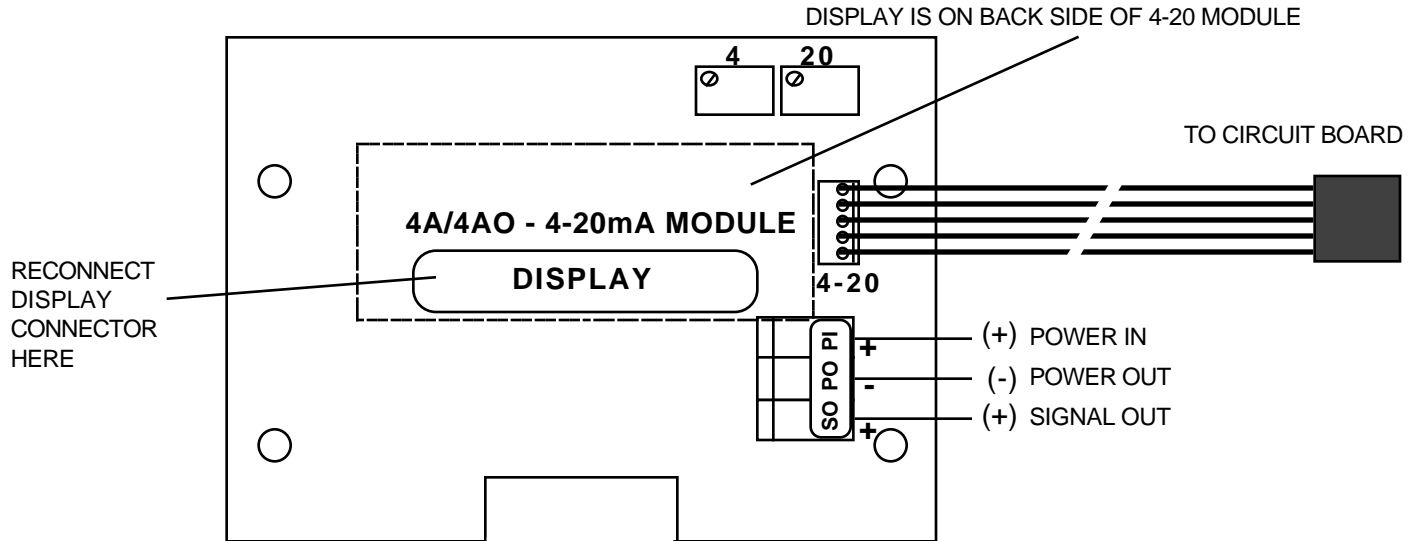 DISPLAY IS ON BACK SIDE OF 4-20 MODULE
4 20
TO CIRCUIT BOARD
4A/4AO - 4-20mA MODULE
RECONNECT
DISPLAY
CONNECTOR
HERE
DISPLAY
4-20
PI + (+) POWER IN
PO - (-) POWER OUT
SO + (+) SIGNAL OUT